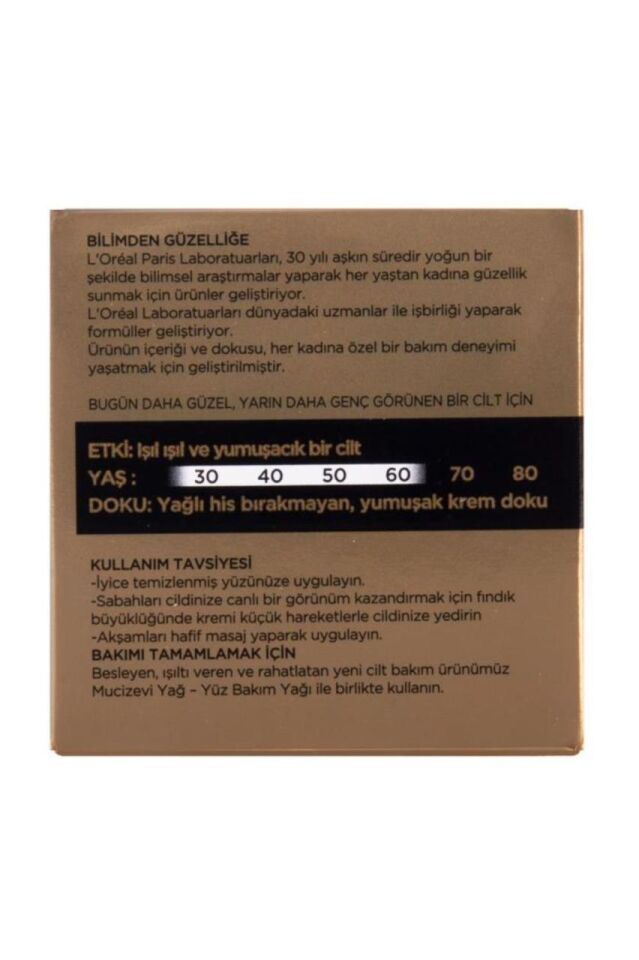 BİLİMDEN GÜZELLİĞE
L'Oréal Paris Laboratuarları, 30 yılı aşkın süredir yoğun bir
şekilde bilimsel araştırmalar yaparak her yaştan kadına güzellik
sunmak için ürünler geliştiriyor.
L'Oréal Laboratuarları dünyadaki uzmanlar ile işbirliği yaparak
formüller geliştiriyor.
Ürünün içeriği ve dokusu, her kadına özel bir bakım deneyimi
yaşatmak için geliştirilmiştir.
BUGÜN DAHA GÜZEL, YARIN DAHA GENÇ GÖRÜNEN BİR CİLT İÇİN
ETKİ: Işıl ışıl ve yumuşacık bir cilt
YAŞ : 30 40 50 60 70 80
DOKU: Yağlı his bırakmayan, yumuşak krem doku
KULLANIM TAVSİYESİ
-İyice temizlenmiş yüzünüze uygulayın.
-Sabahları cildinize canlı bir görünüm kazandırmak için fındık
büyüklüğünde kremi küçük hareketlerle cildinize yedirin
-Akşamları hafif masaj yaparak uygulayın.
BAKIMI TAMAMLAMAK İÇİN
Besleyen, ışıltı veren ve rahatlatan yeni cilt bakım ürünümüz
Mucizevi Yağ – Yüz Bakım Yağı ile birlikte kullanın.